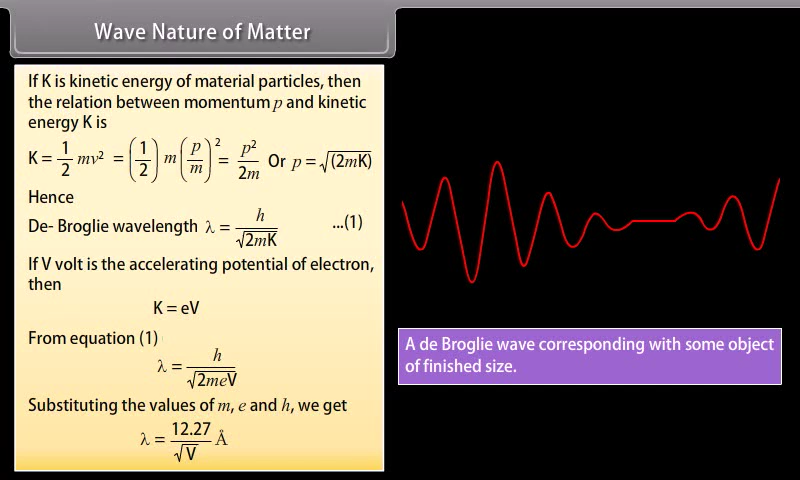 Wave Nature of Matter
If K is kinetic energy of material particles, then
the relation between momentum p and kinetic
energy K is
K = 1/2 mv² = (1/2) m (p/m)² = p²/2m Or p = √(2mK)
Hence
De- Broglie wavelength λ = h/√2mK ...(1)
If V volt is the accelerating potential of electron,
then
K = eV
From equation (1)
λ = h/√2meV
Substituting the values of m, e and h, we get
λ = 12.27/√V Å
A de Broglie wave corresponding with some object
of finished size.